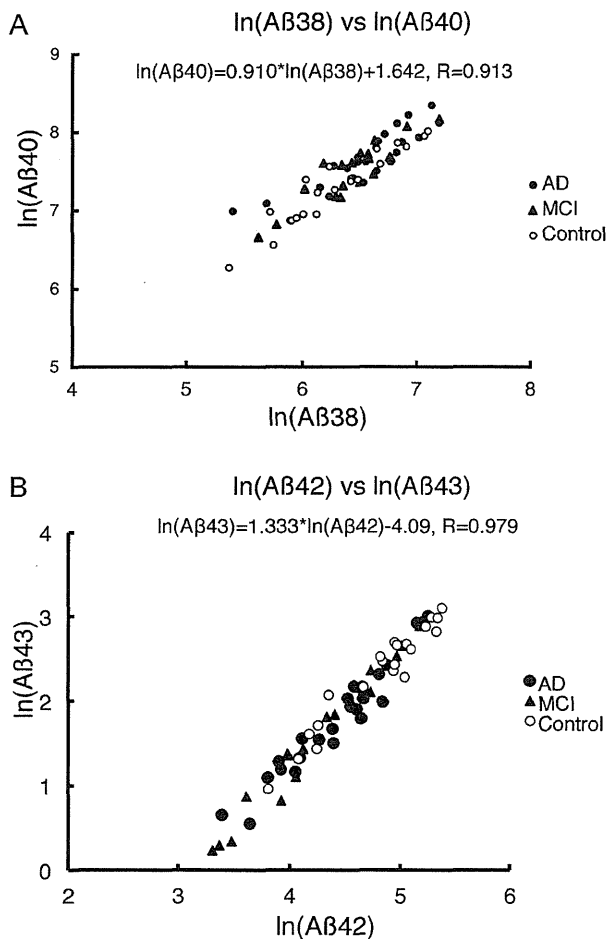 A
ln(Aß38) vs ln(Aß40)
ln(Aß40)=0.910*ln(Aß38)+1.642, R=0.913
9
8
7
6
5
4
5
6
7
8
ln(Aß40)
ln(Aß38)
AD
MCI
Control
B
ln(Aß42) vs ln(Aß43)
ln(Aß43)=1.333*ln(Aß42)-4.09, R=0.979
4
3
2
1
0
2
3
4
5
6
ln(Aß43)
ln(Aß42)
AD
MCI
Control